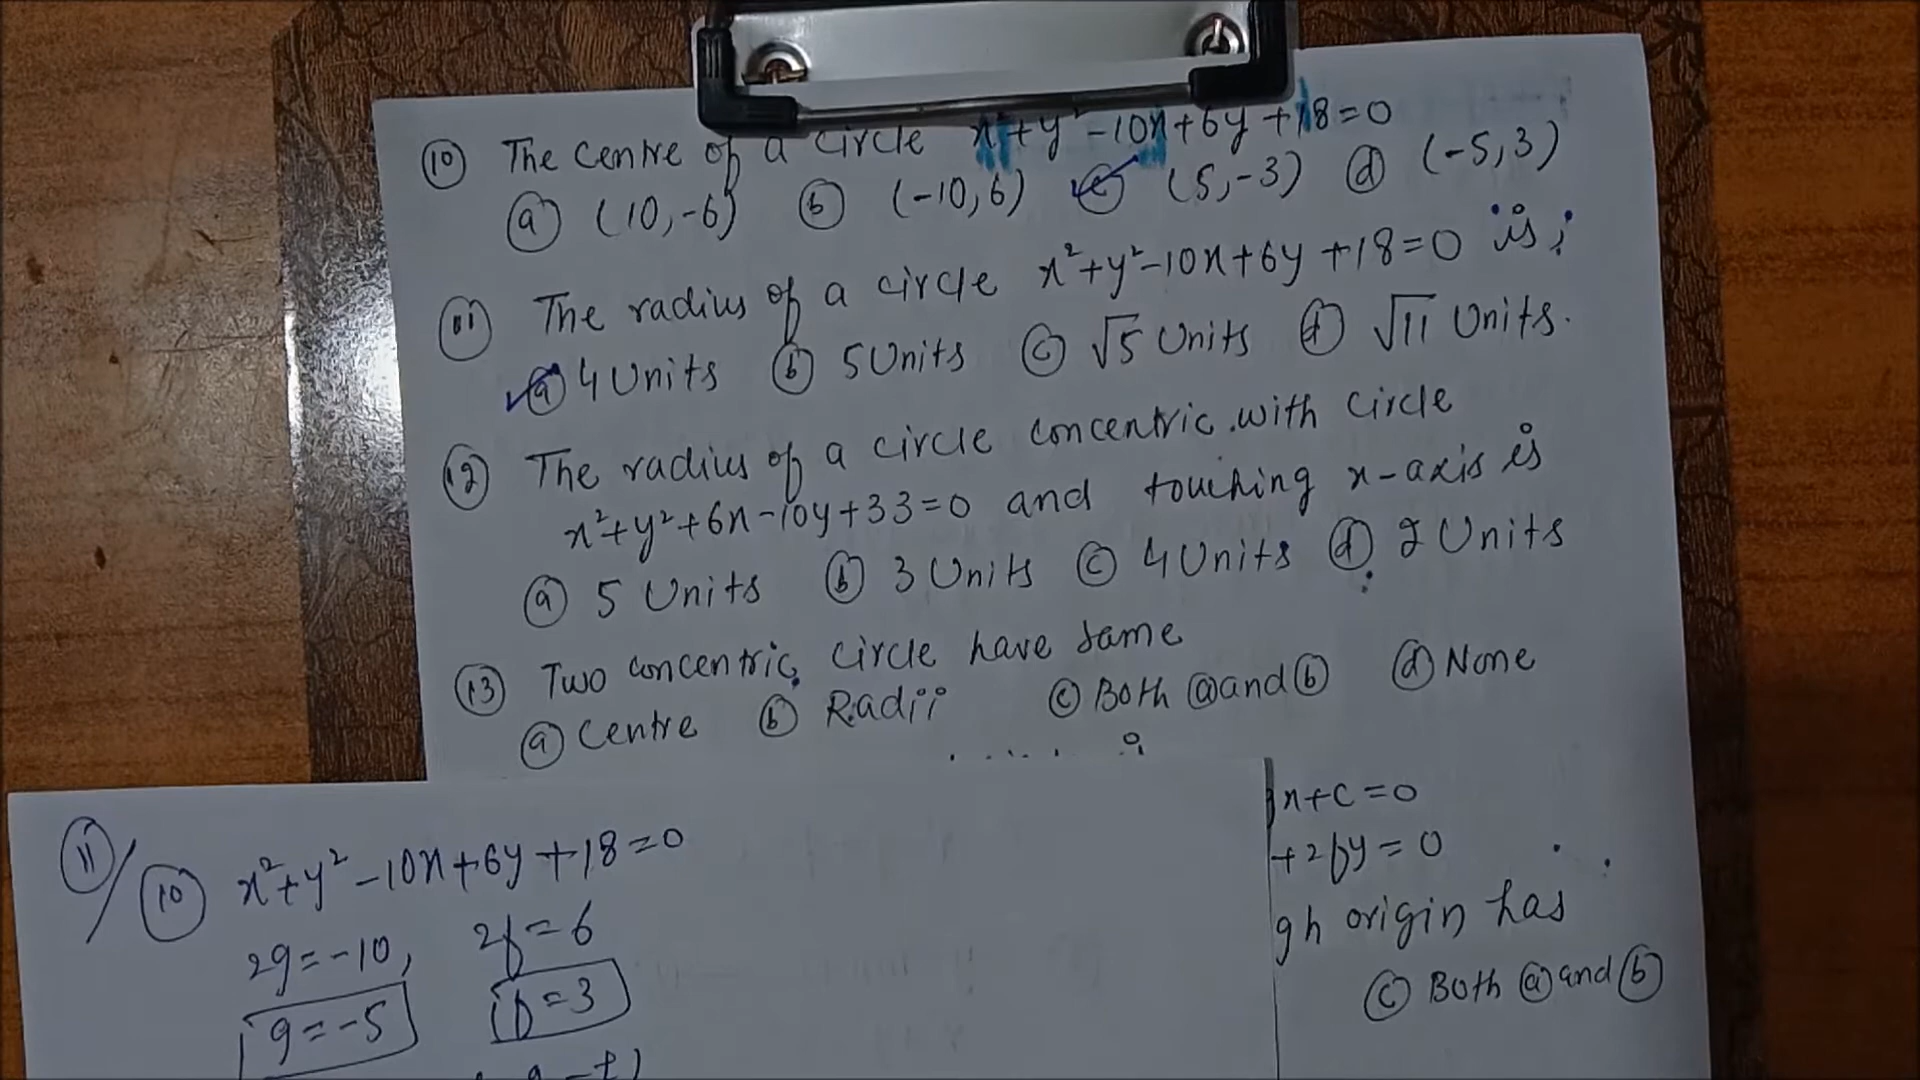 ⑩ The Centre of a circle x²+y²-10x+6y+18=0
ⓐ (10,-6) ⓑ (-10,6) ⓒ (5,-3) ⓓ (-5,3)
⑪ The radius of a circle x²+y²-10x+6y+18=0 is;
ⓐ 4 Units ⓑ 5 Units ⓒ √5 Units ⓓ √11 Units.
⑫ The radius of a circle concentric with circle
x²+y²+6x-10y+33=0 and touching x-axis is
ⓐ 5 Units ⓑ 3 Units ⓒ 4 Units ⓓ 2 Units
⑬ Two concentric circle have same
ⓐ Centre ⓑ Radii ⓒ Both ⓐ and ⓑ ⓓ None
x+c=0
+2fy=0
gh origin has
ⓒ Both ⓐ and ⓑ
⑪/⑩ x²+y²-10x+6y+18=0
2g=-10, 2f=6
g=-5 f=3